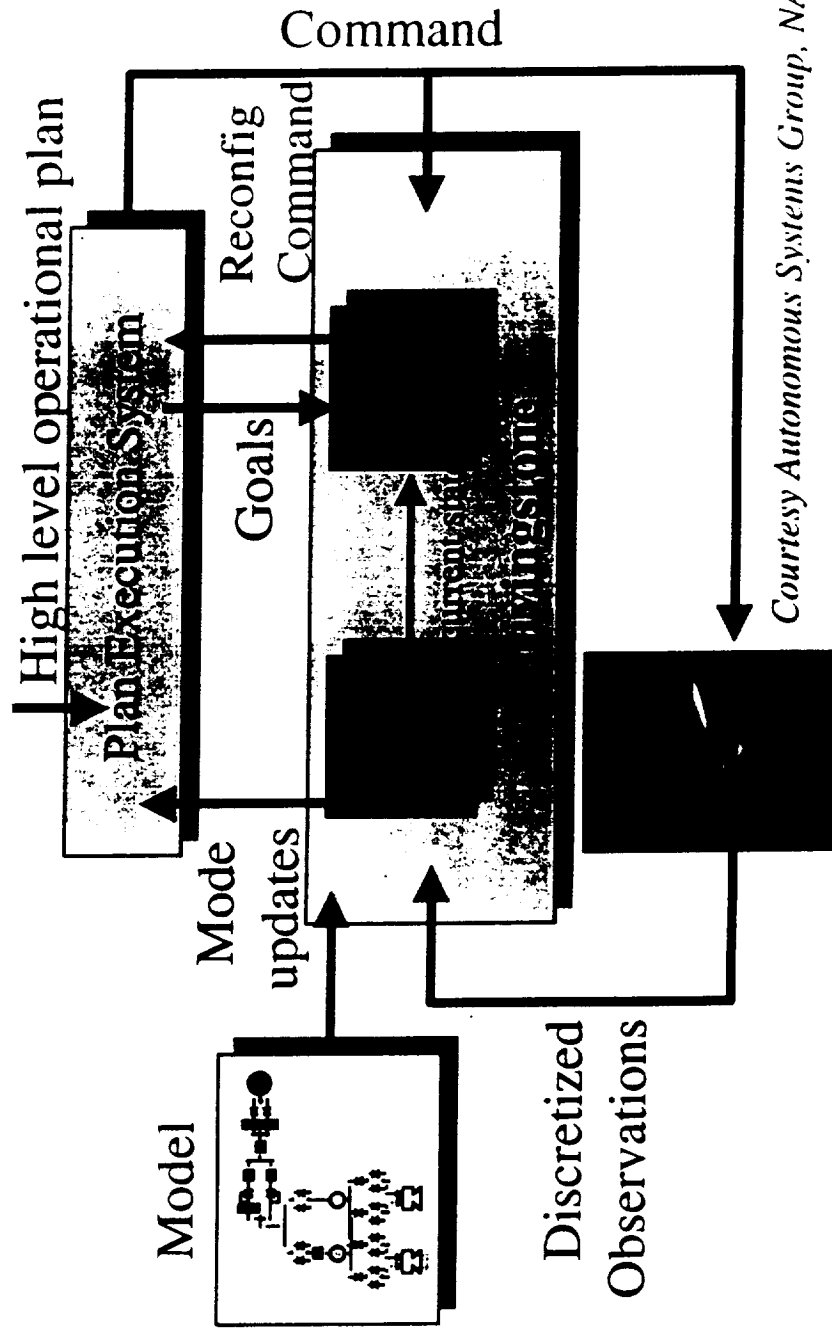 High level operational plan
Plan Execution System
Command
Reconfig
Command
Goals
Mode
updates
Model
Discretized
Observations
Courtesy Autonomous Systems Group,